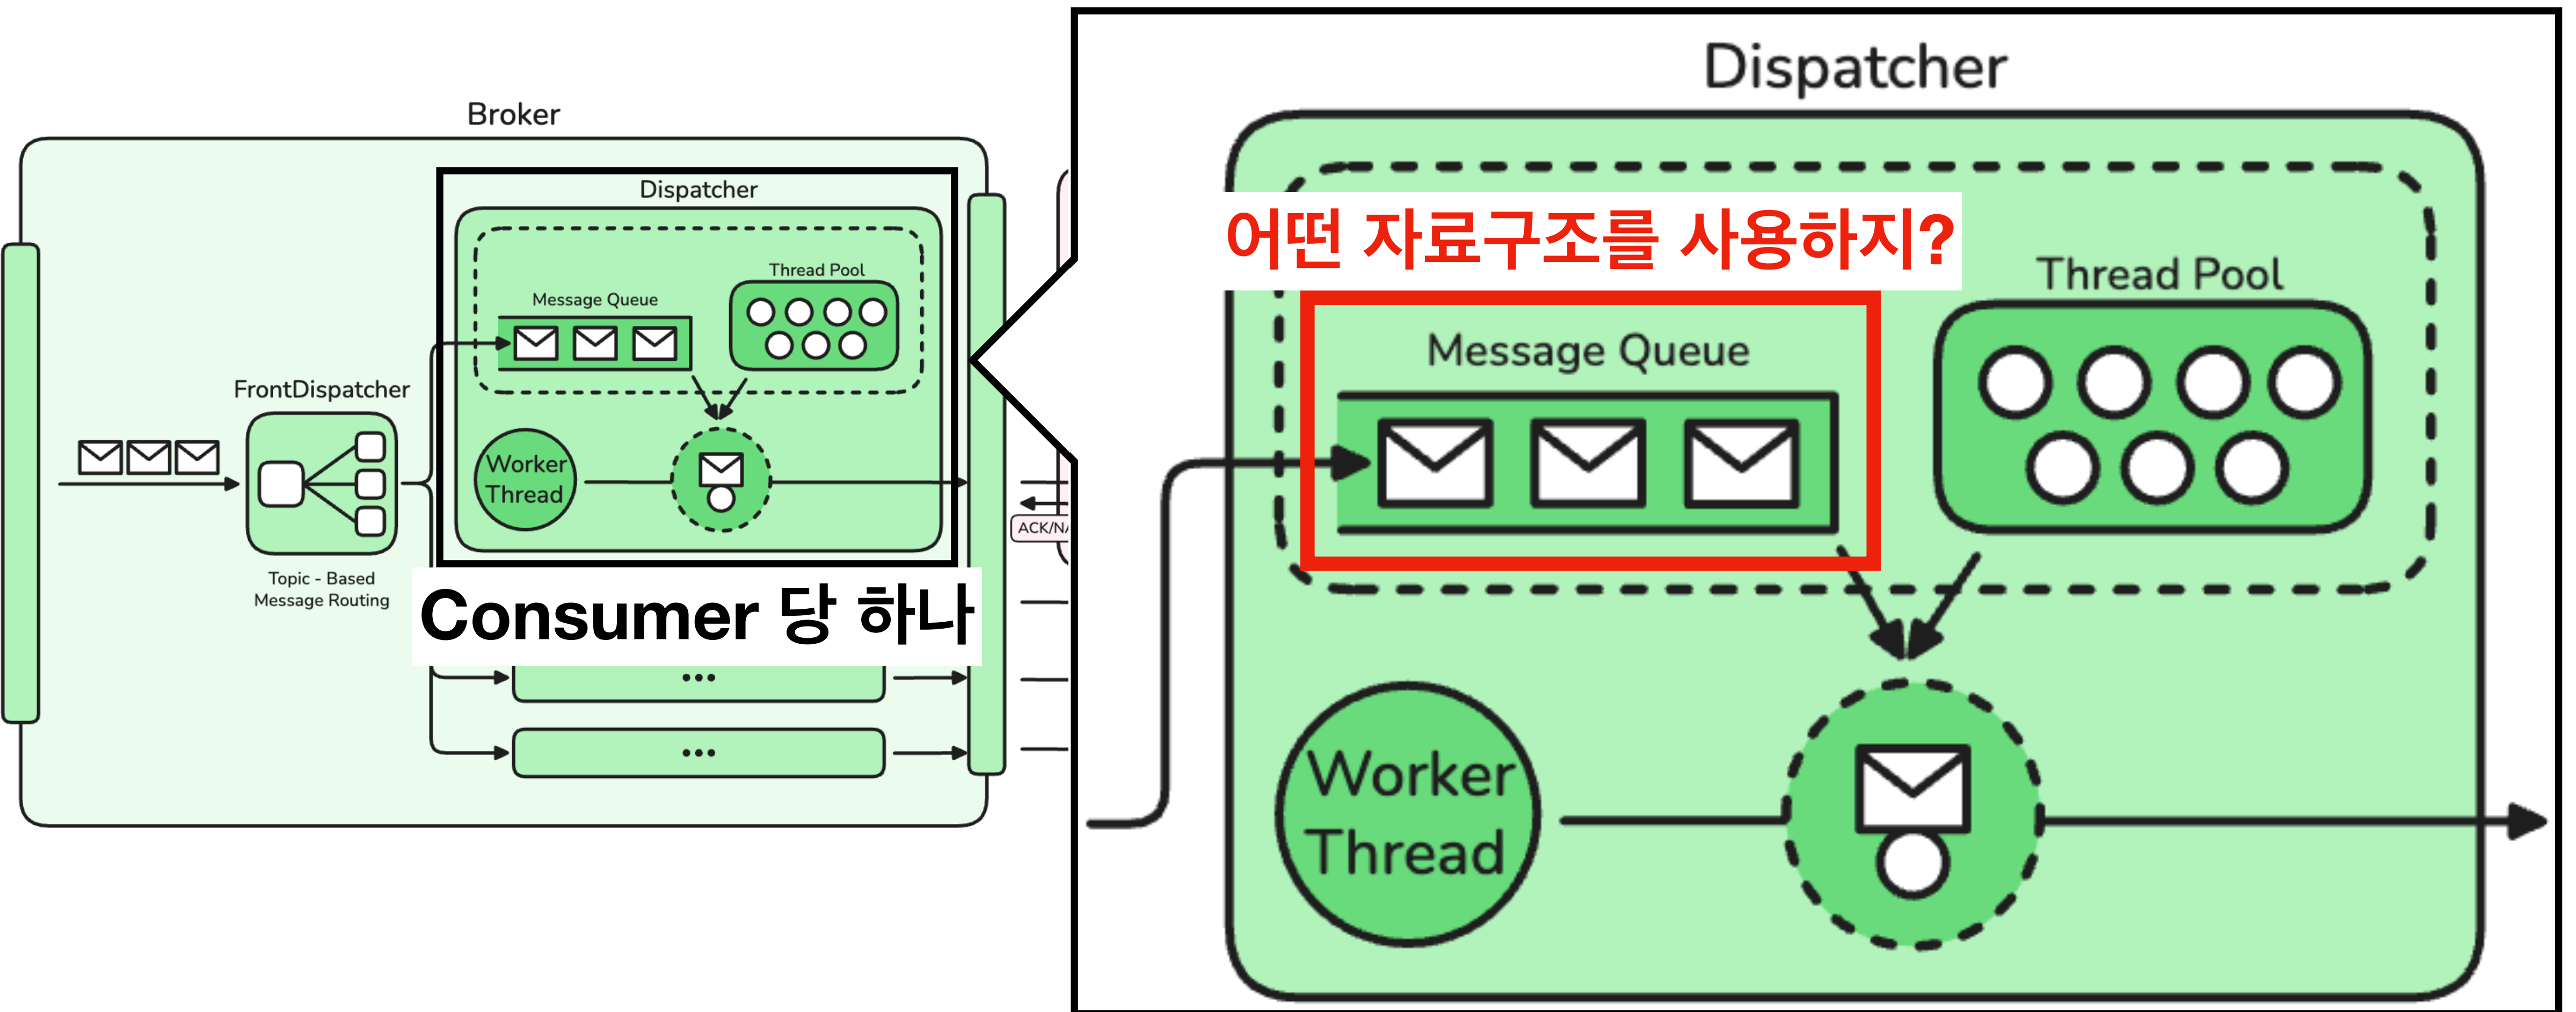 Broker
Dispatcher
Thread Pool
Message Queue
FrontDispatcher
Worker
Thread
Topic - Based
Message Routing
Consumer 당 하나
•••
•••
Dispatcher
어떤 자료구조를 사용하지?
Thread Pool
Message Queue
Worker
Thread